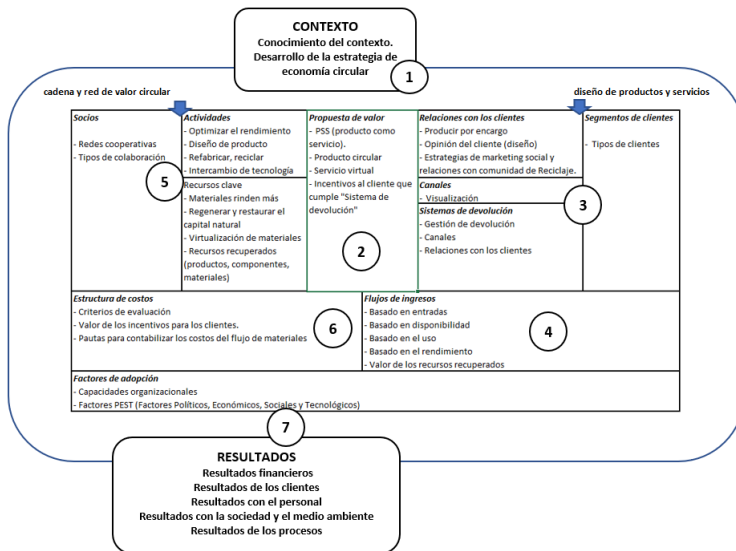 CONTEXTO
Conocimiento del contexto.
Desarrollo de la estrategia de
economía circular
1
cadena y red de valor circular
diseño de productos y servicios
Socios
- Redes cooperativas
- Tipos de colaboración
5
Actividades
- Optimizar el rendimiento
- Diseño de producto
- Refabricar, reciclar
- Intercambio de tecnología
Recursos clave
- Materiales rinden más
- Regenerar y restaurar el
capital natural
- Virtualización de materiales
- Recursos recuperados
(productos, componentes,
materiales)
Propuesta de valor
- PSS (producto como
servicio).
- Producto circular
- Servicio virtual
- Incentivos al cliente que
cumple "Sistema de
devolución"
2
Relaciones con los clientes
- Producir por encargo
- Opinión del cliente (diseño)
- Estrategias de marketing social y
relaciones con comunidad de Reciclaje.
Canales
- Visualización
Sistemas de devolución
- Gestión de devolución
- Canales
- Relaciones con los clientes
3
Segmentos de clientes
- Tipos de clientes
Estructura de costos
- Criterios de evaluación
- Valor de los incentivos para los clientes.
- Pautas para contabilizar los costos del flujo de materiales
6
Flujos de ingresos
- Basado en entradas
- Basado en disponibilidad
- Basado en el uso
- Basado en el rendimiento
- Valor de los recursos recuperados
4
Factores de adopción
- Capacidades organizacionales
- Factores PEST (Factores Políticos, Económicos, Sociales y Tecnológicos)
7
RESULTADOS
Resultados financieros
Resultados de los clientes
Resultados con el personal
Resultados con la sociedad y el medio ambiente
Resultados de los procesos